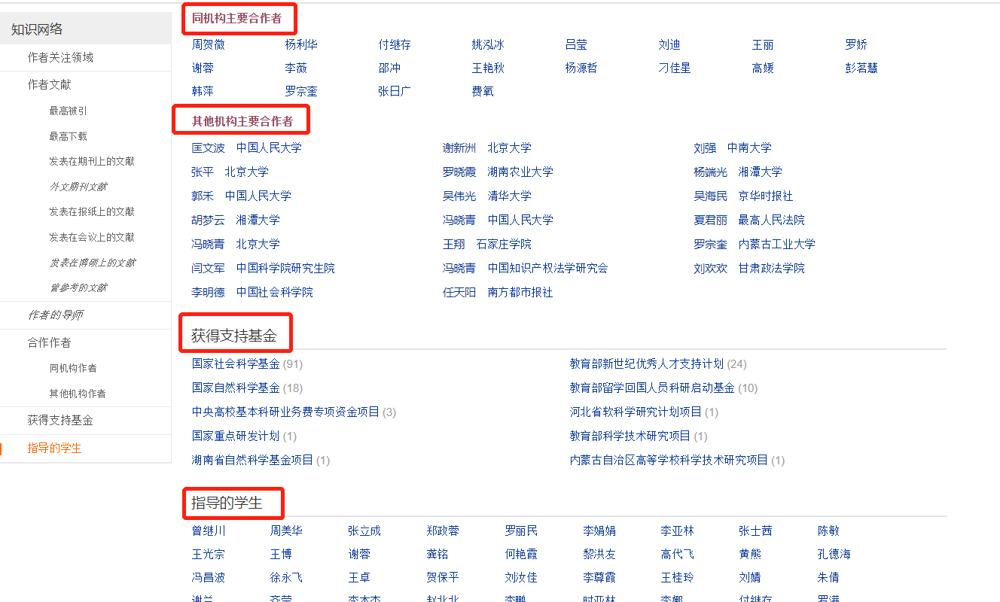 知识网络
作者关注领域
作者文献
最高被引
最高下载
发表在期刊上的文献
外文期刊文献
发表在报纸上的文献
发表在会议上的文献
发表在博硕上的文献
曾参考的文献
作者的导师
合作作者
同机构作者
其他机构作者
获得支持基金
指导的学生
同机构主要合作者
周贺微 杨利华 付继存 姚泓冰 吕莹 刘迪 王丽 罗娇
谢蓉 李薇 邵冲 王艳秋 杨源哲 刁佳星 高媛 彭茗慧
韩萍 罗宗奎 张日广 费氧
其他机构主要合作者
匡文波 中国人民大学 谢新洲 北京大学 刘强 中南大学
张平 北京大学 罗晓霞 湖南农业大学 杨端光 湘潭大学
郭禾 中国人民大学 吴伟光 清华大学 吴海民 京华时报社
胡梦云 湘潭大学 冯晓青 中国人民大学 夏君丽 最高人民法院
冯晓青 北京大学 王翔 石家庄学院 罗宗奎 内蒙古工业大学
闫文军 中国科学院研究生院 冯晓青 中国知识产权法学研究会 刘欢欢 甘肃政法学院
李明德 中国社会科学院 任天阳 南方都市报社
获得支持基金
国家社会科学基金 (91) 教育部新世纪优秀人才支持计划 (24)
国家自然科学基金 (18) 教育部留学回国人员科研启动基金 (10)
中央高校基本科研业务费专项资金项目 (3) 河北省软科学研究计划项目 (1)
国家重点研发计划 (1) 教育部科学技术研究项目 (1)
湖南省自然科学基金项目 (1) 内蒙古自治区高等学校科学技术研究项目 (1)
指导的学生
曾继川 周美华 张立成 郑政蓉 罗丽民 李娟娟 李亚林 张士茜 陈敏
王光宗 王博 谢蓉 龚铭 何艳霞 黎洪友 高代飞 黄熊 孔德海
冯昌波 徐永飞 王卓 贺保平 刘汝佳 李尊霞 王桂玲 刘婧 朱倩
谢兰 李鹏 李娜 付继存 罗满